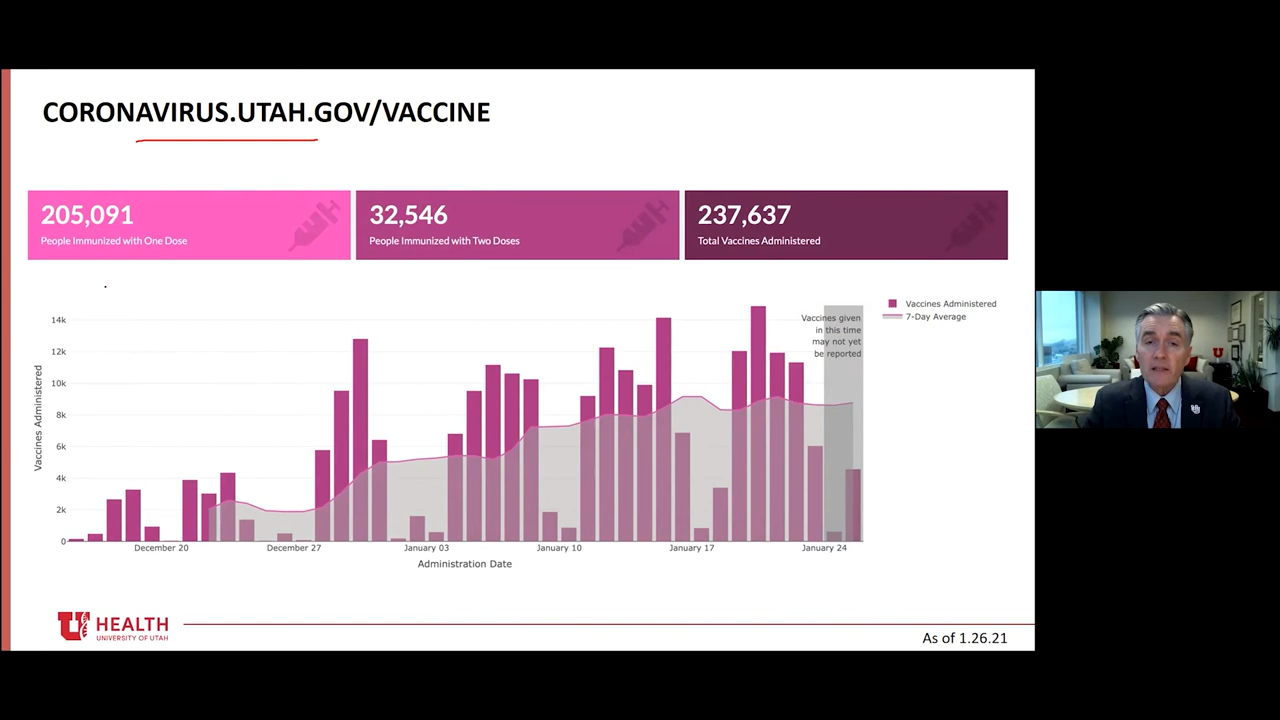 CORONAVIRUS.UTAH.GOV/VACCINE
205,091
People Immunized with One Dose
32,546
People Immunized with Two Doses
237,637
Total Vaccines Administered
Vaccines Administered
7-Day Average
Vaccines given
in this time
may not yet
be reported
14k
12k
10k
8k
6k
4k
2k
0
Vaccines Administered
December 20
December 27
January 03
January 10
January 17
January 24
Administration Date
U HEALTH
UNIVERSITY OF UTAH
As of 1.26.21